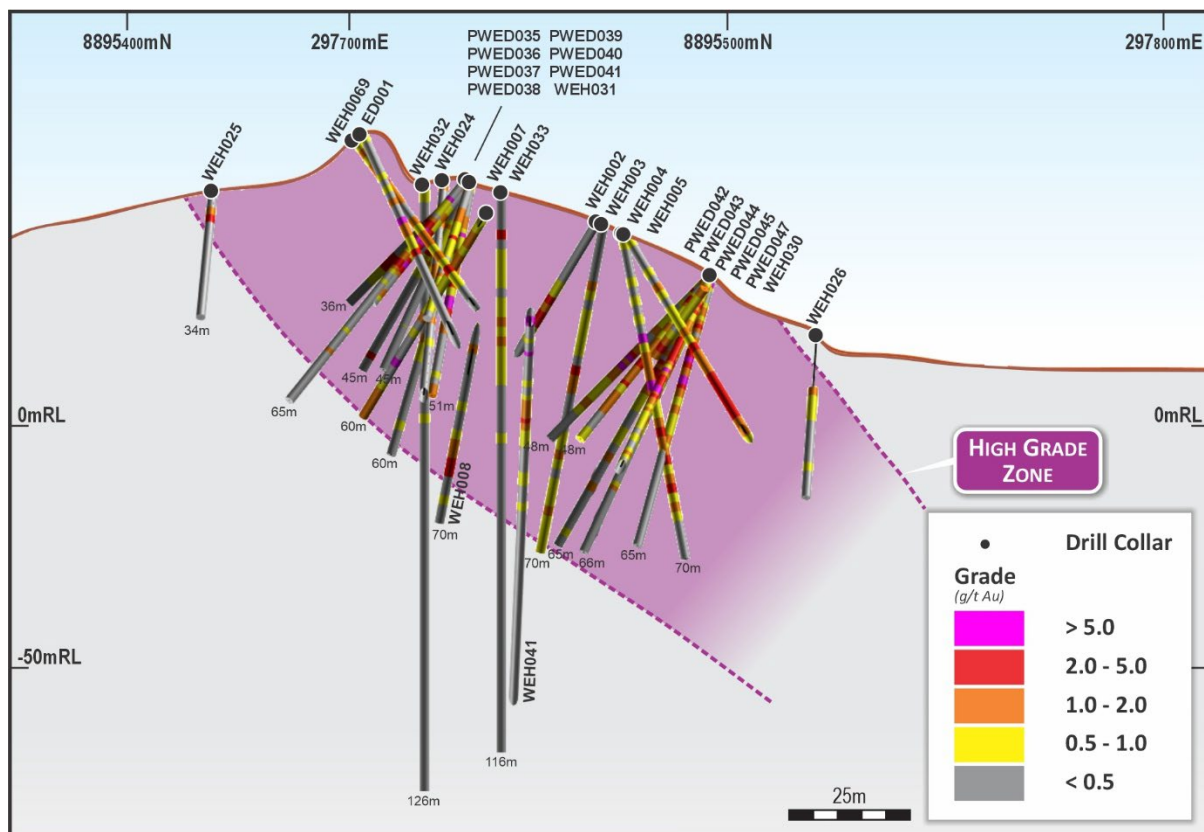 8895400mN
297700mE
8895500mN
297800mE
PWED035 PWED039
PWED036 PWED040
PWED037 PWED041
PWED038 WEH031
WEH025
WEH0069
ED001
WEH032
WEH024
WEH007
WEH033
WEH002
WEH003
WEH004
WEH005
PWED042
PWED043
PWED044
PWED045
PWED047
WEH030
WEH026
34m
36m
65m
45m
45m
60m
51m
60m
WEH008
70m
48m
48m
70m
65m
66m
65m
70m
WEH041
116m
126m
0mRL
0mRL
-50mRL
HIGH GRADE
ZONE
Drill Collar
Grade
(g/t Au)
> 5.0
2.0 - 5.0
1.0 - 2.0
0.5 - 1.0
< 0.5
25m